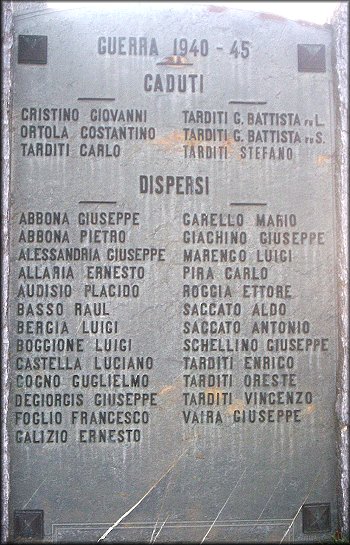 GUERRA 1940 - 45
CADUTI
CRISTINO GIOVANNI
ORTOLA COSTANTINO
TARDITI CARLO
TARDITI G. BATTISTA FU L.
TARDITI G. BATTISTA FU S.
TARDITI STEFANO
DISPERSI
ABBONA GIUSEPPE
ABBONA PIETRO
ALESSANDRIA GIUSEPPE
ALLARIA ERNESTO
AUDISIO PLACIDO
BASSO RAUL
BERGIA LUIGI
BOGGIONE LUIGI
CASTELLA LUCIANO
COGNO GUGLIELMO
DEGIORGIS GIUSEPPE
FOGLIO FRANCESCO
GALIZIO ERNESTO
GARELLO MARIO
GIACHINO GIUSEPPE
MARENGO LUIGI
PIRA CARLO
ROGGIA ETTORE
SACCATO ALDO
SACCATO ANTONIO
SCHELLINO GIUSEPPE
TARDITI ENRICO
TARDITI ORESTE
TARDITI VINCENZO
VAIRA GIUSEPPE